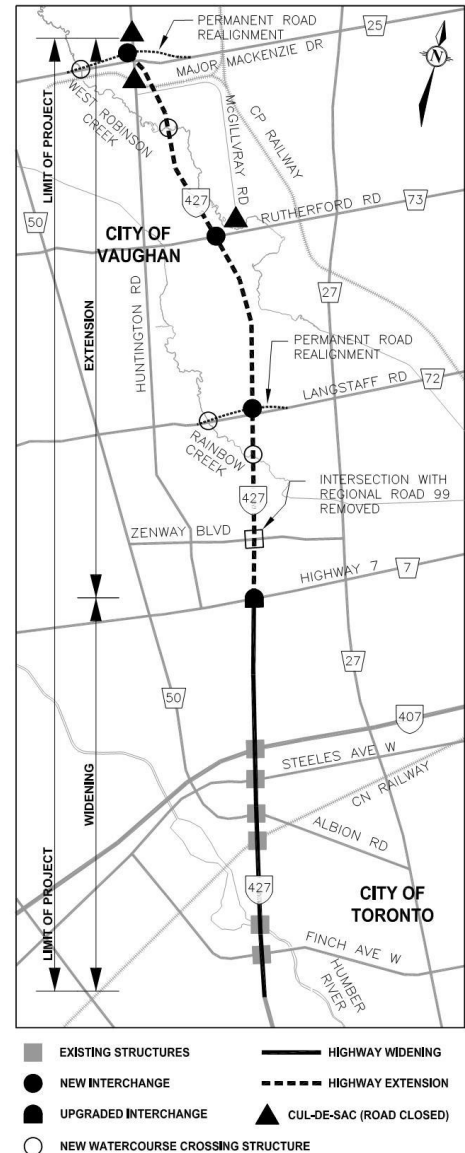 PERMANENT ROAD
REALIGNMENT
25
MAJOR MACKENZIE DR
N
WEST ROBINSON
CREEK
McGILLVRAY RD
CP RAILWAY
LIMIT OF PROJECT
50
427
RUTHERFORD RD
73
CITY OF
VAUGHAN
27
EXTENSION
HUNTINGTON RD
PERMANENT ROAD
REALIGNMENT
LANGSTAFF RD
72
RAINBOW
CREEK
427
INTERSECTION WITH
REGIONAL ROAD 99
REMOVED
ZENWAY BLVD
HIGHWAY 7
7
27
50
407
STEELES AVE W
CN RAILWAY
WIDENING
ALBION RD
LIMIT OF PROJECT
427
CITY OF
TORONTO
FINCH AVE W
HUMBER
RIVER
EXISTING STRUCTURES
HIGHWAY WIDENING
NEW INTERCHANGE
HIGHWAY EXTENSION
UPGRADED INTERCHANGE
CUL-DE-SAC (ROAD CLOSED)
NEW WATERCOURSE CROSSING STRUCTURE